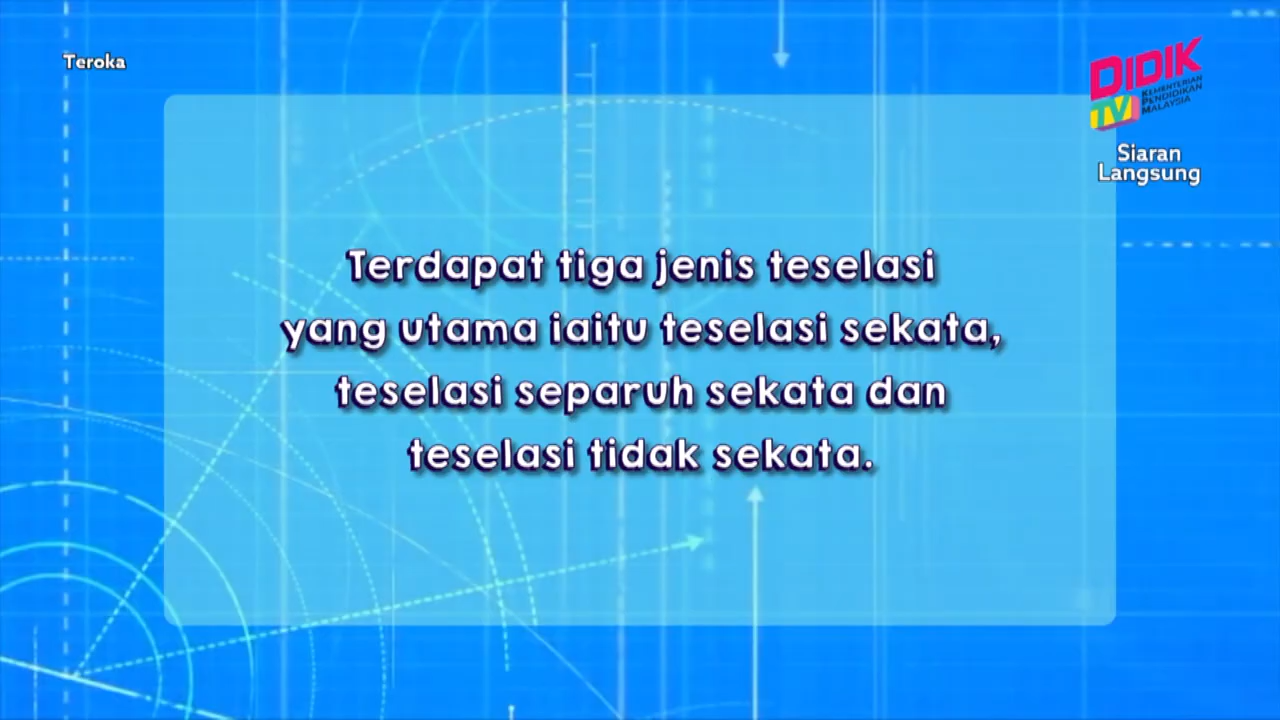 Teroka
DIDIK
TV
KEMENTERIAN
PENDIDIKAN
MALAYSIA
Siaran
Langsung
Terdapat tiga jenis teselasi
yang utama iaitu teselasi sekata,
teselasi separuh sekata dan
teselasi tidak sekata.